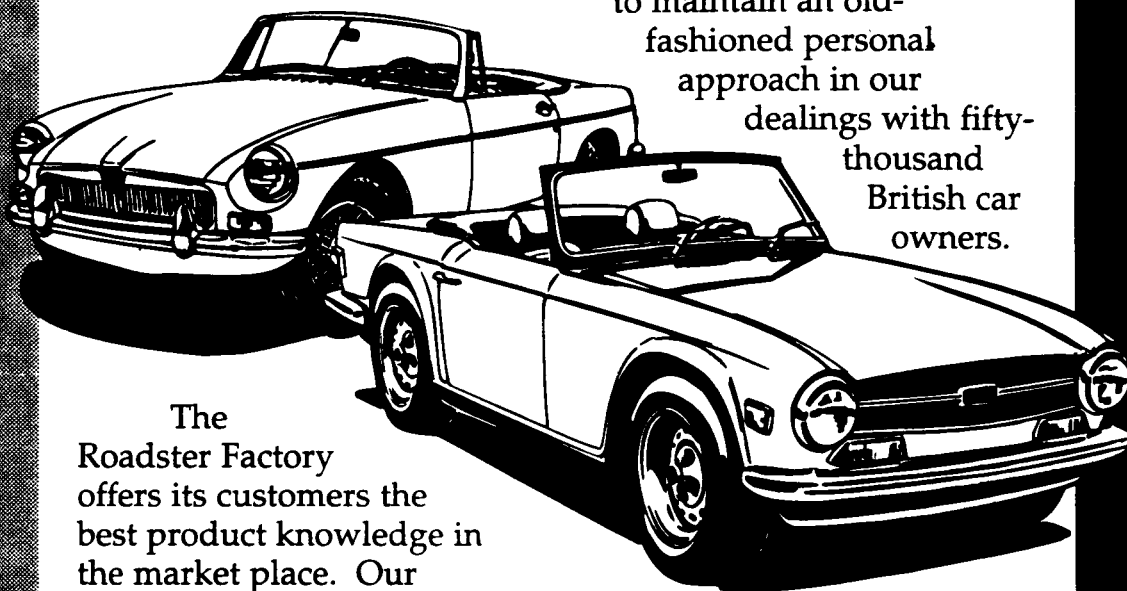 to maintain an old-
fashioned personal
approach in our
dealings with fifty-
thousand
British car
owners.
The
Roadster Factory
offers its customers the
best product knowledge in
the market place.  Our